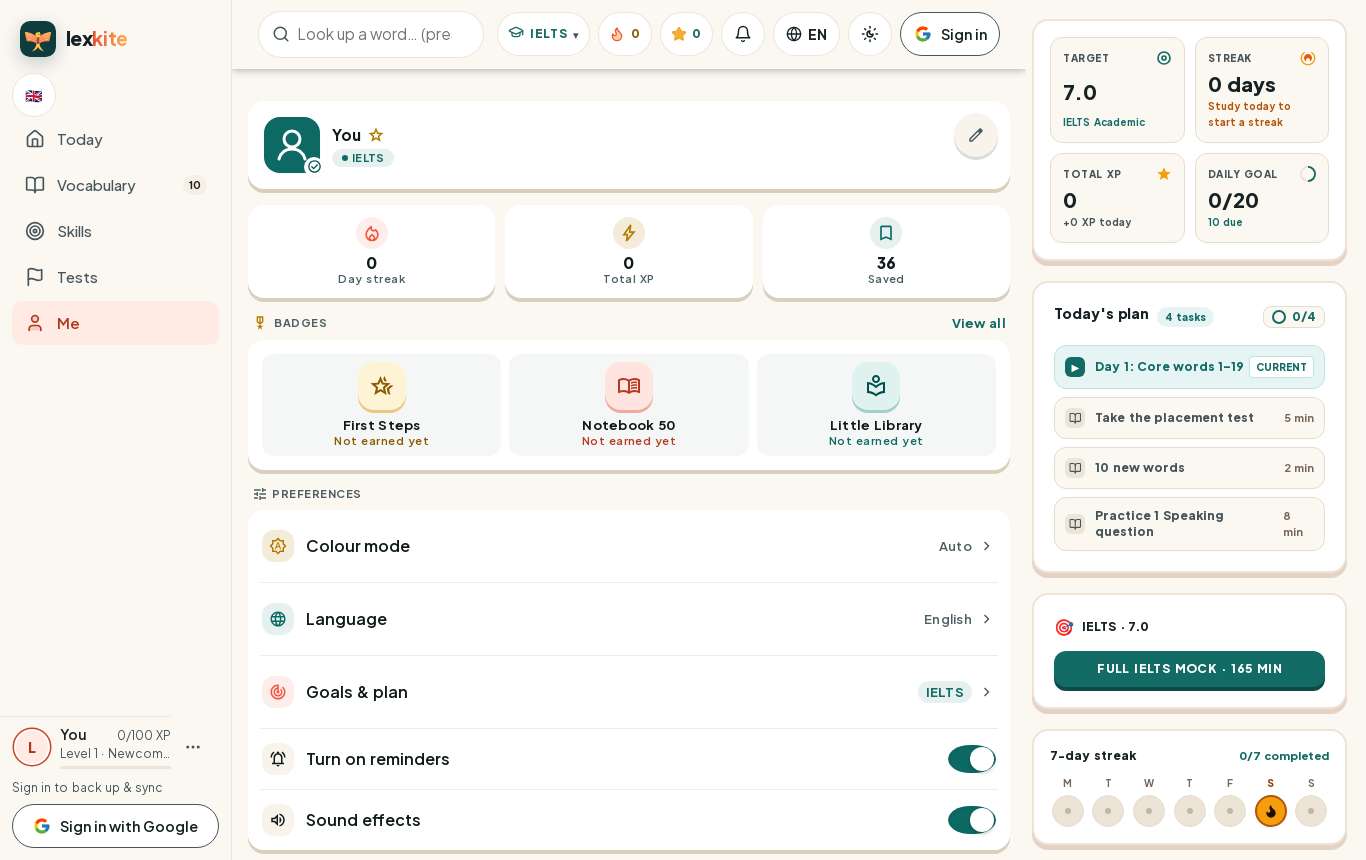 lexkite
Today
Vocabulary 10
Skills
Tests
Me
L
You 0/100 XP
Level 1 · Newcom...
Sign in to back up & sync
Sign in with Google
Look up a word... (pre
IELTS ▾
0
0
EN
Sign in
You
IELTS
0
Day streak
0
Total XP
36
Saved
BADGES
View all
First Steps
Not earned yet
Notebook 50
Not earned yet
Little Library
Not earned yet
PREFERENCES
Colour mode Auto
Language English
Goals & plan IELTS
Turn on reminders
Sound effects
TARGET
7.0
IELTS Academic
STREAK
0 days
Study today to
start a streak
TOTAL XP
0
+0 XP today
DAILY GOAL
0/20
10 due
Today's plan 4 tasks 0/4
Day 1: Core words 1–19 CURRENT
Take the placement test 5 min
10 new words 2 min
Practice 1 Speaking
question
8
min
IELTS · 7.0
FULL IELTS MOCK · 165 MIN
7-day streak 0/7 completed
M T W T F S S